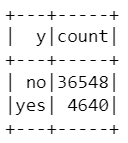 +---+-----+
|  y|count|
+---+-----+
| no|36548|
|yes| 4640|
+---+-----+